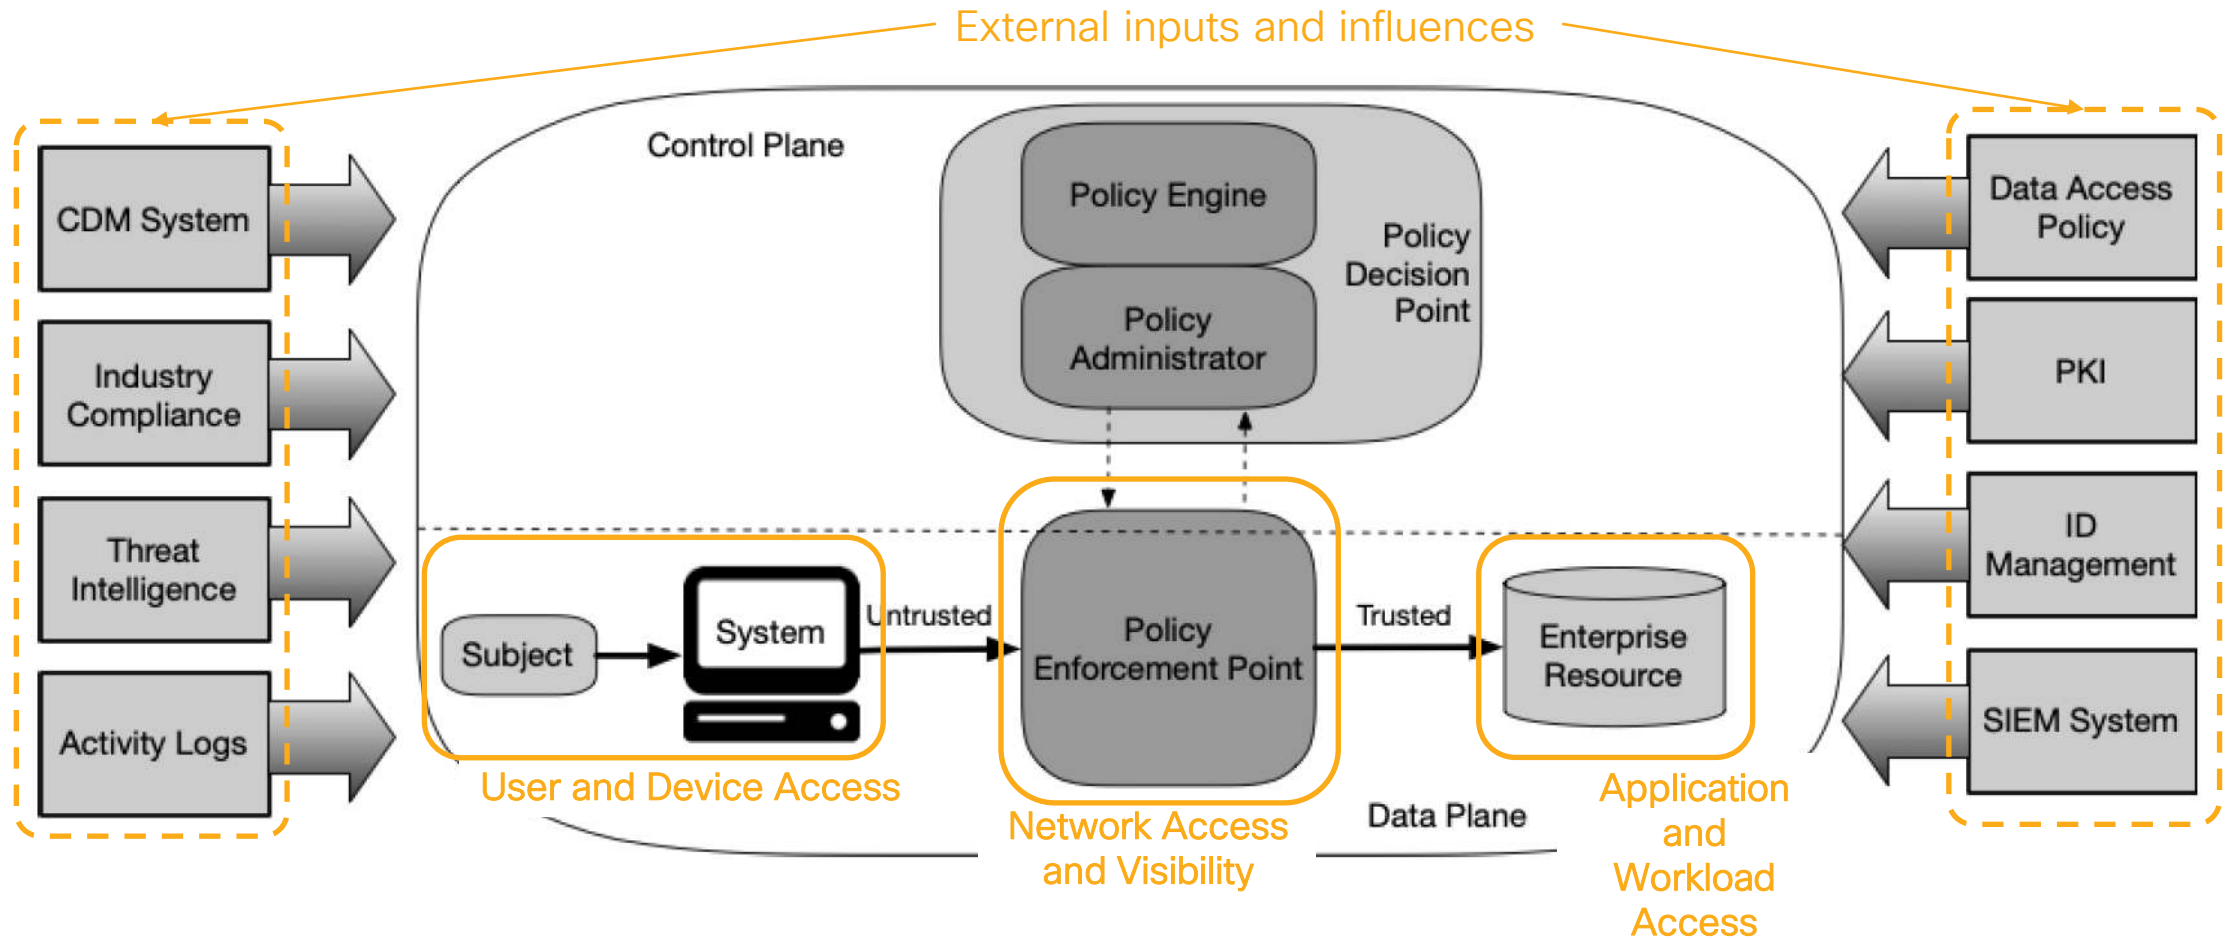 External inputs and influences
Control Plane
CDM System
Industry
Compliance
Threat
Intelligence
Activity Logs
Policy Engine
Policy
Administrator
Policy
Decision
Point
Data Access
Policy
PKI
ID
Management
SIEM System
Subject
System
Untrusted
Policy
Enforcement Point
Trusted
Enterprise
Resource
User and Device Access
Network Access
and Visibility
Data Plane
Application
and
Workload
Access